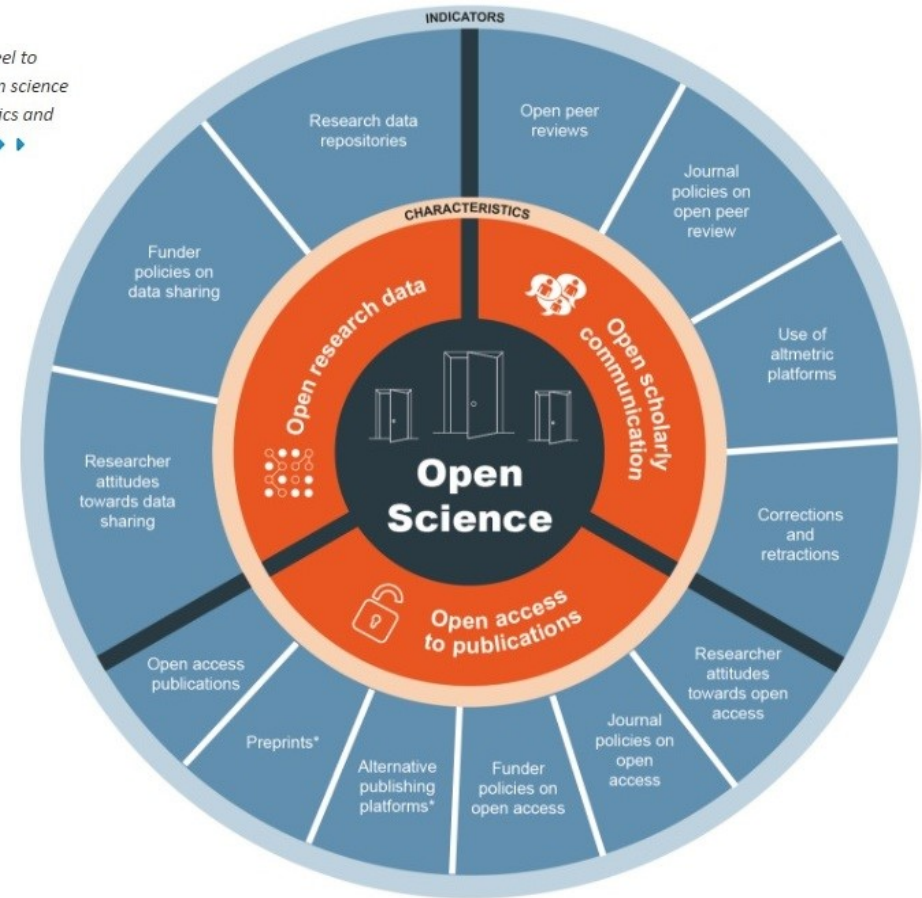 INDICATORS
to
science
and
Research data
repositories
Open peer
reviews
Journal
policies on
open peer
review
Use of
altmetric
platforms
Corrections
and
retractions
Researcher
attitudes
towards open
access
Journal
policies on
open
access
Funder
policies on
open access
Alternative
publishing
platforms*
Preprints*
Open access
publications
Researcher
attitudes
towards data
sharing
Funder
policies on
data sharing
CHARACTERISTICS
Open research data
Open scholarly
communication
Open access
to publications
Open
Science